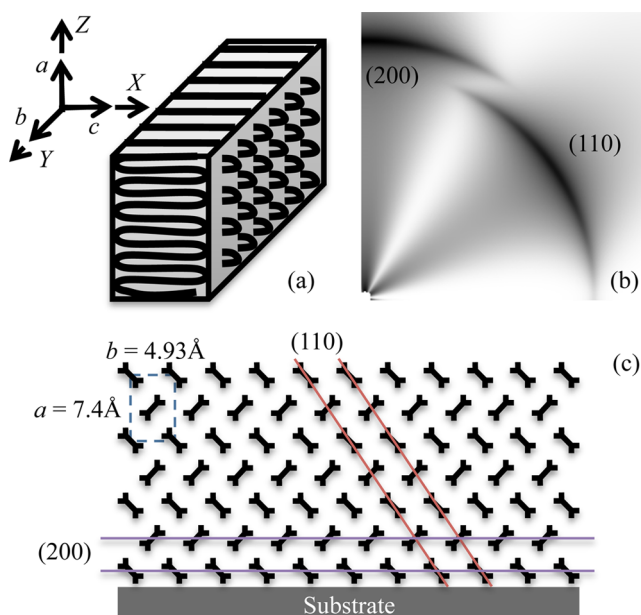 Z
a
X
b
c
Y
(a)
(200)
(110)
(b)
b = 4.93Å
(110)
(c)
a = 7.4Å
(200)
Substrate